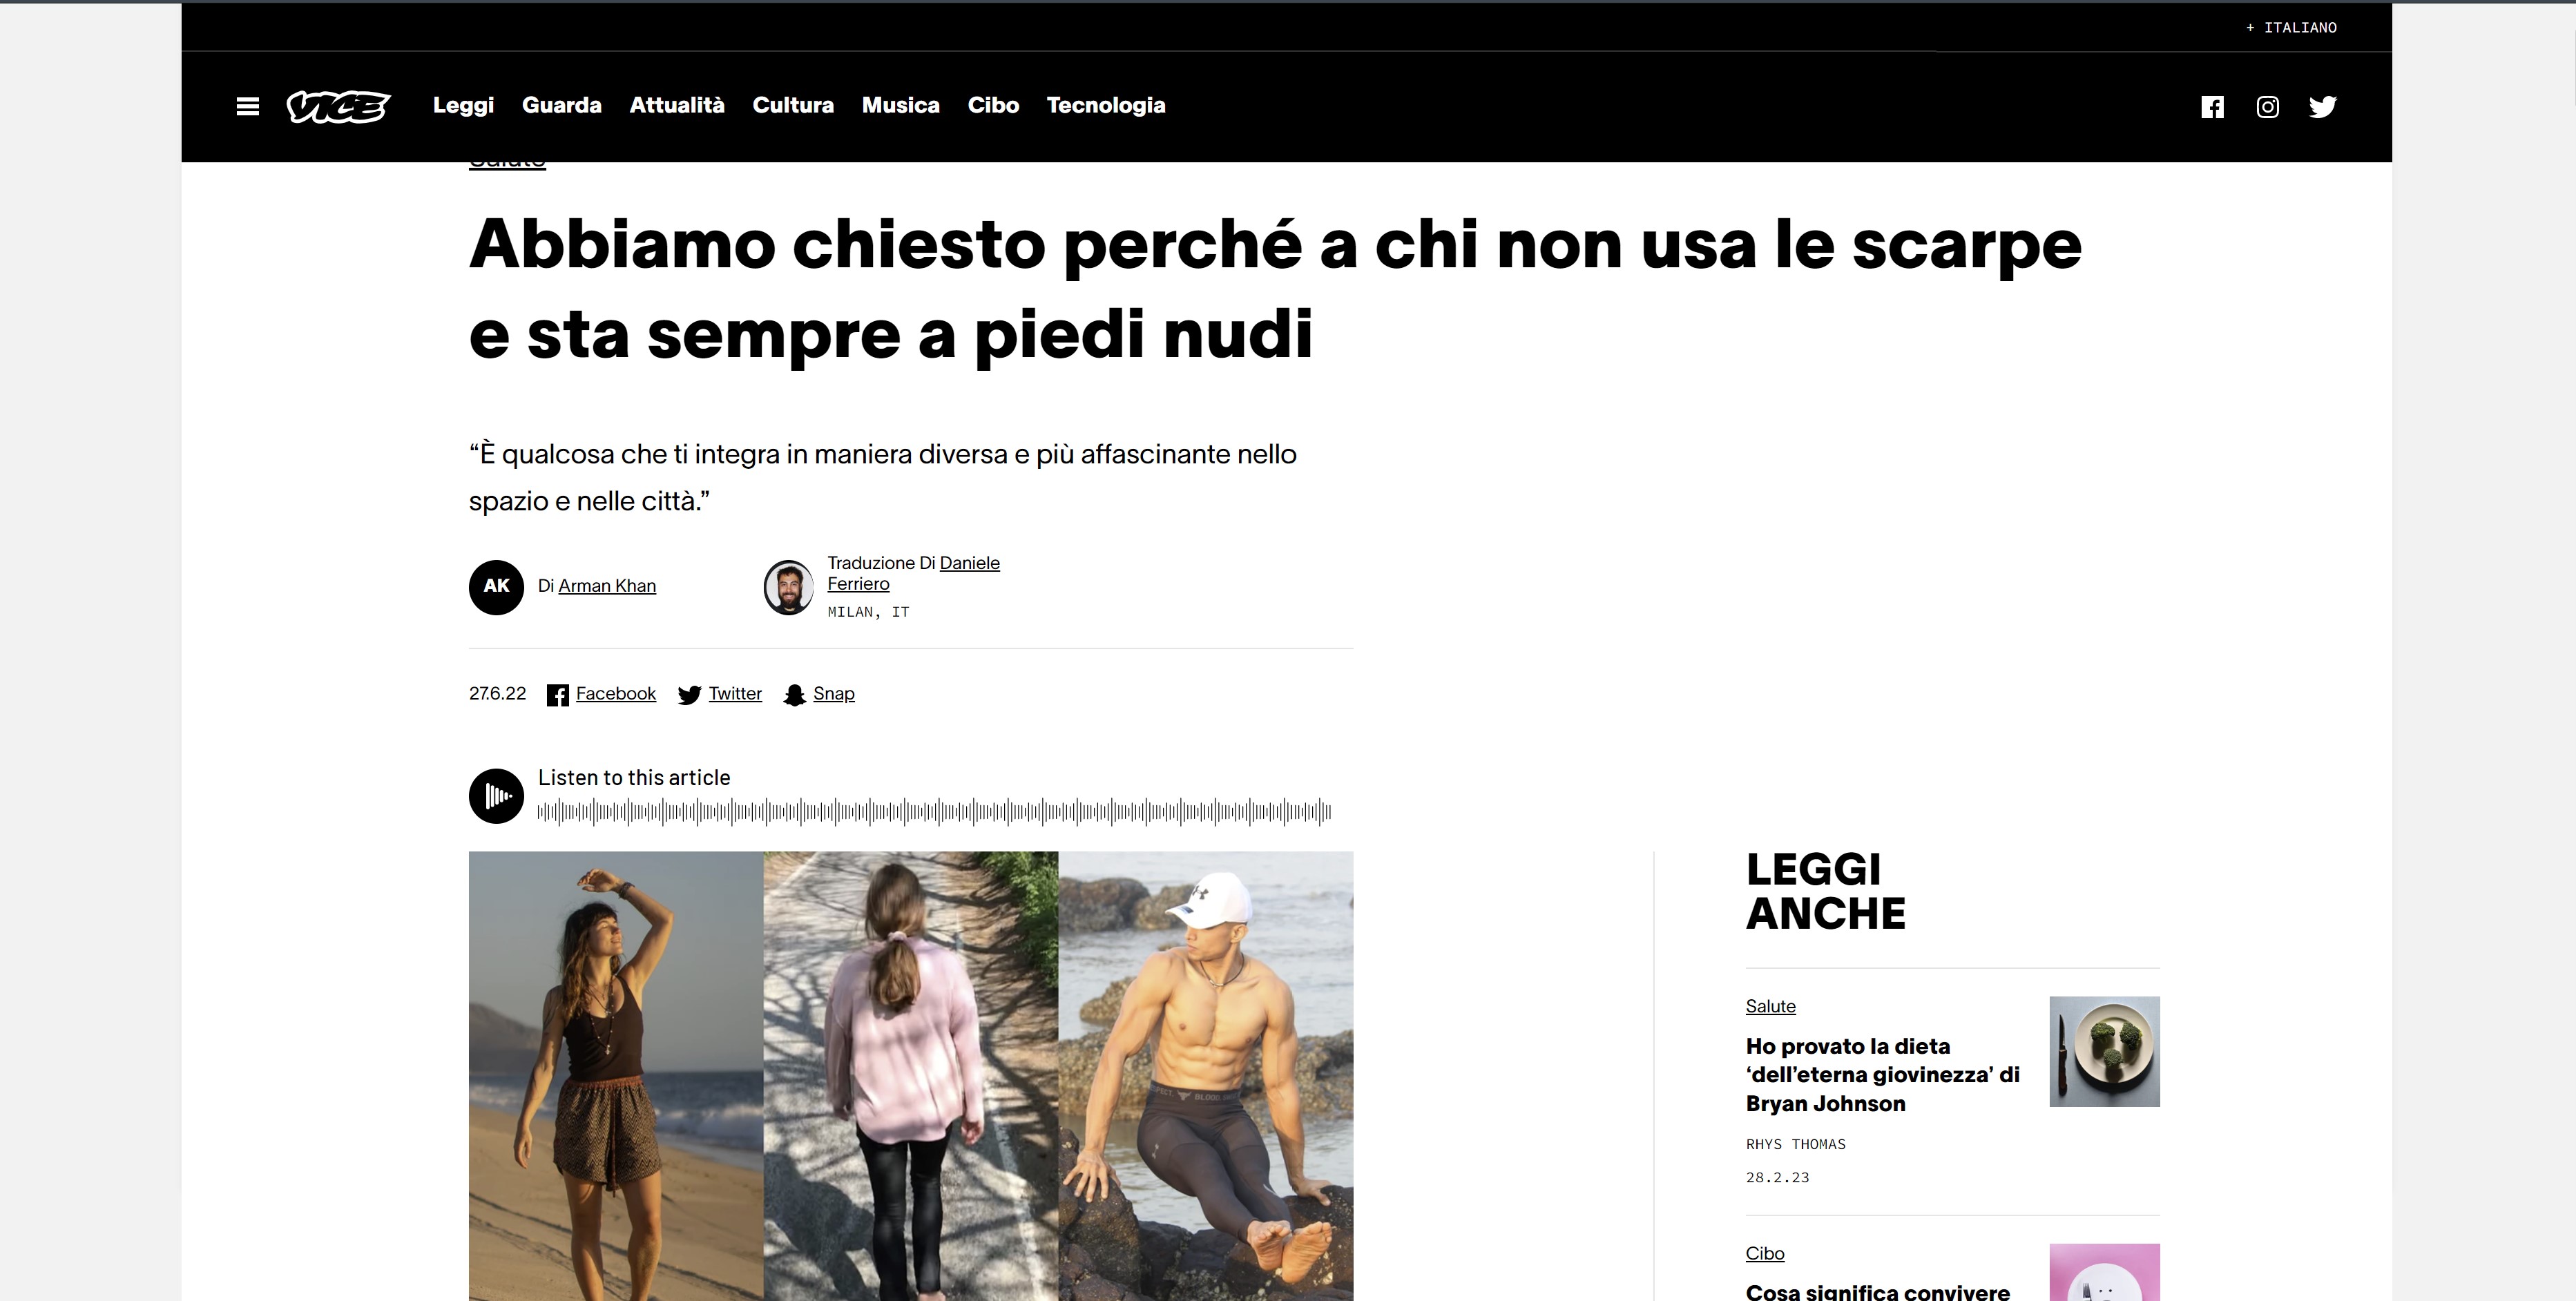 + ITALIANO
VICE
Leggi Guarda Attualità Cultura Musica Cibo Tecnologia
Salute
Abbiamo chiesto perché a chi non usa le scarpe
e sta sempre a piedi nudi
“È qualcosa che ti integra in maniera diversa e più affascinante nello
spazio e nelle città.”
AK
Di Arman Khan
Traduzione Di Daniele
Ferriero
MILAN, IT
27.6.22 Facebook Twitter Snap
Listen to this article
LEGGI
ANCHE
Salute
Ho provato la dieta
‘dell’eterna giovinezza’ di
Bryan Johnson
RHYS THOMAS
28.2.23
Cibo
Cosa significa convivere